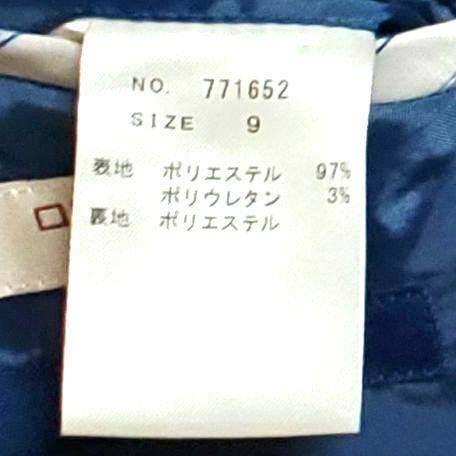 NO. 771652
SIZE 9
表地 ポリエステル 97%
ポリウレタン 3%
裏地 ポリエステル